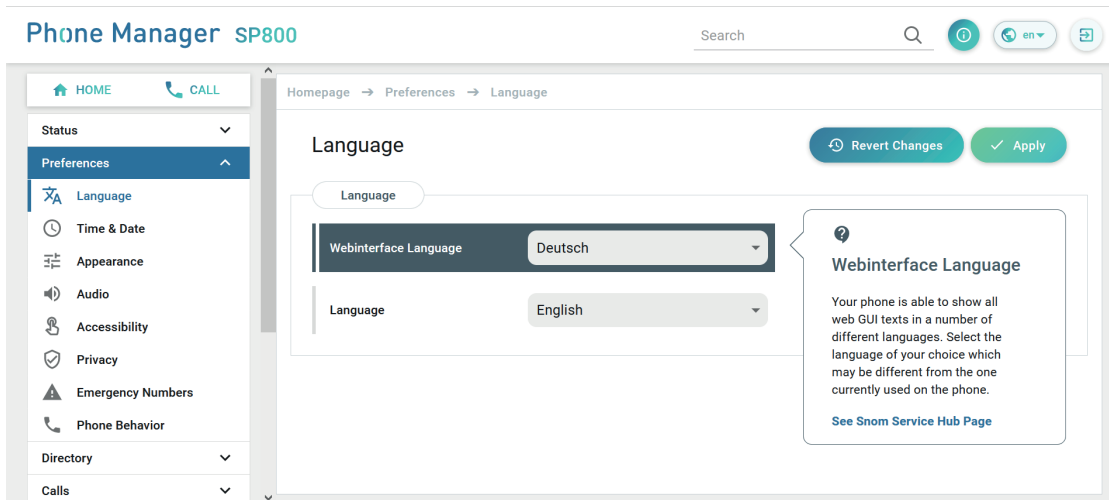 Phone Manager SP800
Search
en
HOME
CALL
Status
Preferences
Language
Time & Date
Appearance
Audio
Accessibility
Privacy
Emergency Numbers
Phone Behavior
Directory
Calls
Homepage → Preferences → Language
Language
Revert Changes
Apply
Language
Webinterface Language
Deutsch
Language
English
Webinterface Language
Your phone is able to show all
web GUI texts in a number of
different languages. Select the
language of your choice which
may be different from the one
currently used on the phone.
See Snom Service Hub Page